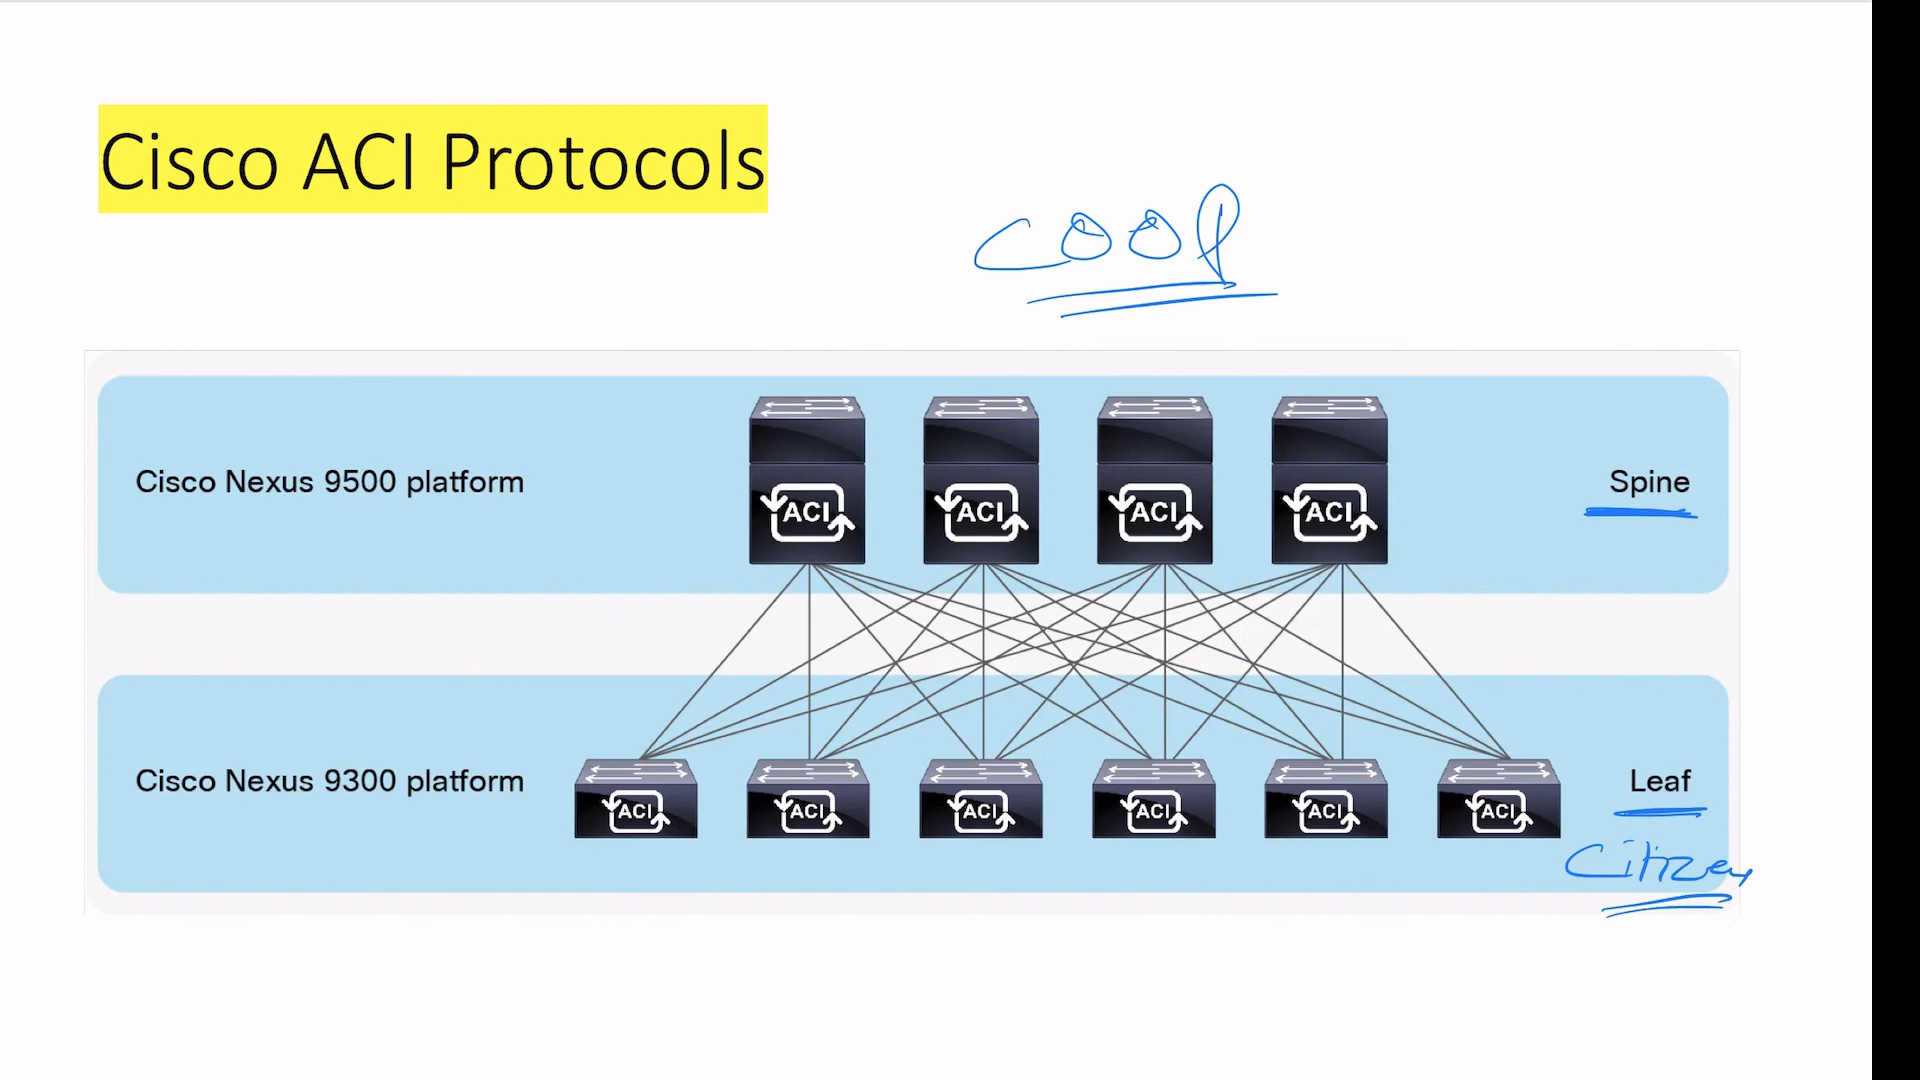 Cisco ACI Protocols
COOP
Cisco Nexus 9500 platform
ACI ACI ACI ACI
Spine
Cisco Nexus 9300 platform
ACI ACI ACI ACI ACI ACI
Leaf
Citizen